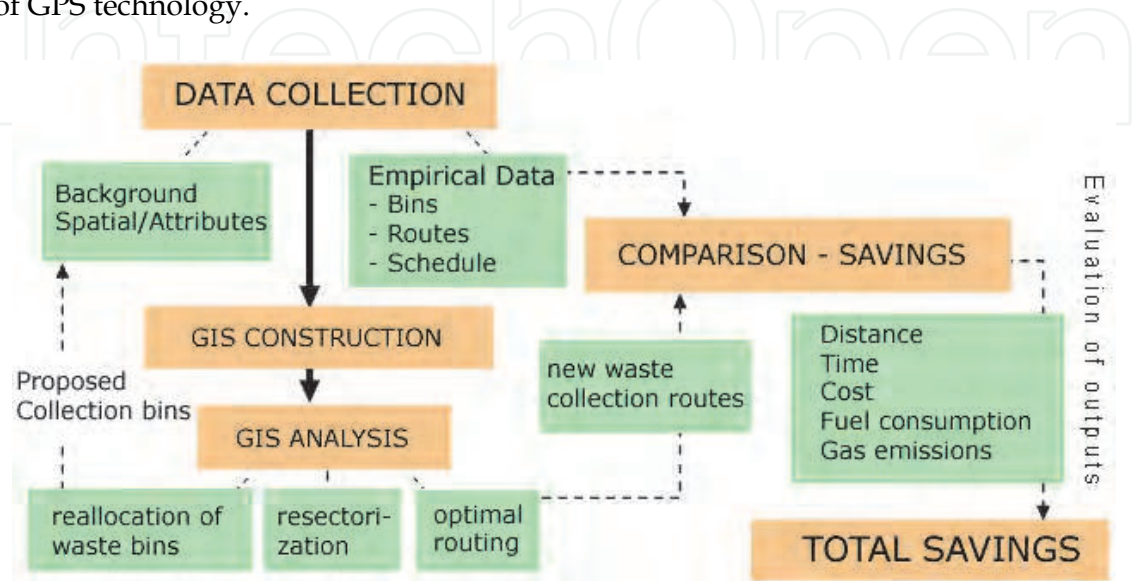 of GPS technology.
IntechOpen
DATA COLLECTION
Background
Spatial/Attributes
Empirical Data
- Bins
- Routes
- Schedule
COMPARISON - SAVINGS
Evaluation of outputs
GIS CONSTRUCTION
Distance
Time
Cost
Fuel consumption
Gas emissions
new waste
collection routes
Proposed
Collection bins
GIS ANALYSIS
reallocation of
waste bins
resectori-
zation
optimal
routing
TOTAL SAVINGS